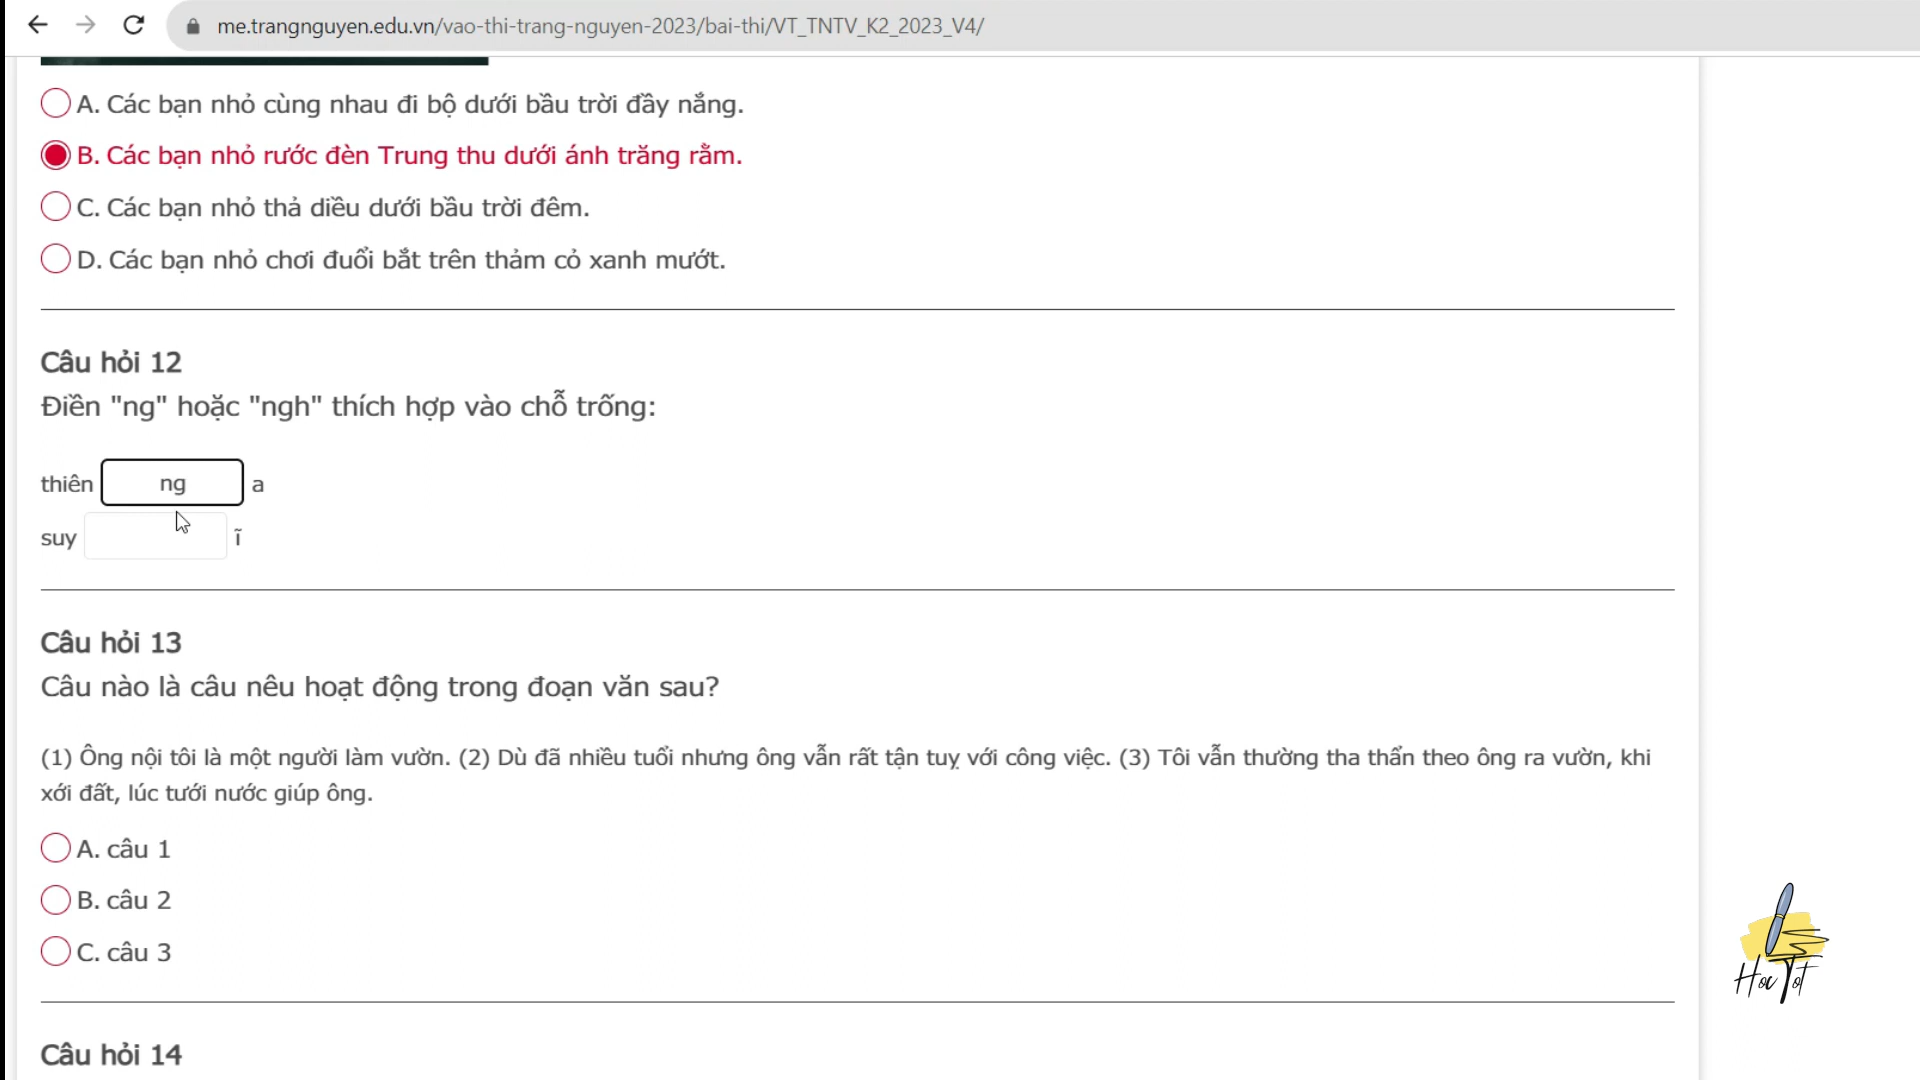 me.trangnguyen.edu.vn/vao-thi-trang-nguyen-2023/bai-thi/VT_TNTV_K2_2023_V4/
A. Các bạn nhỏ cùng nhau đi bộ dưới bầu trời đầy nắng.
B. Các bạn nhỏ rước đèn Trung thu dưới ánh trăng rằm.
C. Các bạn nhỏ thả diều dưới bầu trời đêm.
D. Các bạn nhỏ chơi đuổi bắt trên thảm cỏ xanh mướt.
Câu hỏi 12
Điền "ng" hoặc "ngh" thích hợp vào chỗ trống:
thiên ng a
suy ĩ
Câu hỏi 13
Câu nào là câu nêu hoạt động trong đoạn văn sau?
(1) Ông nội tôi là một người làm vườn. (2) Dù đã nhiều tuổi nhưng ông vẫn rất tận tuỵ với công việc. (3) Tôi vẫn thường tha thẩn theo ông ra vườn, khi
xới đất, lúc tưới nước giúp ông.
A. câu 1
B. câu 2
C. câu 3
Học Tốt
Câu hỏi 14